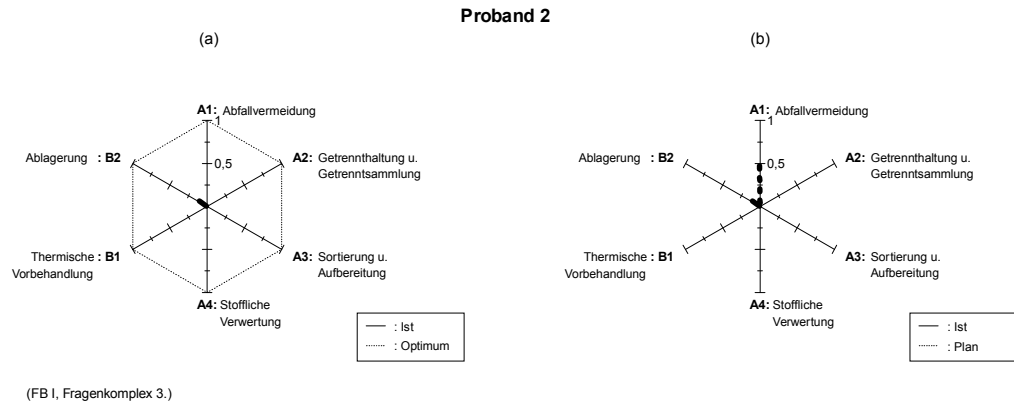 Proband 2
(a)
(b)
A1: Abfallvermeidung
1
0,5
A2: Getrennthaltung u.
Getrenntsammlung
A3: Sortierung u.
Aufbereitung
A4: Stoffliche
Verwertung
Thermische : B1
Vorbehandlung
Ablagerung : B2
: Ist
: Optimum
A1: Abfallvermeidung
1
0,5
A2: Getrennthaltung u.
Getrenntsammlung
A3: Sortierung u.
Aufbereitung
A4: Stoffliche
Verwertung
Thermische : B1
Vorbehandlung
Ablagerung : B2
: Ist
: Plan
(FB I, Fragenkomplex 3.)